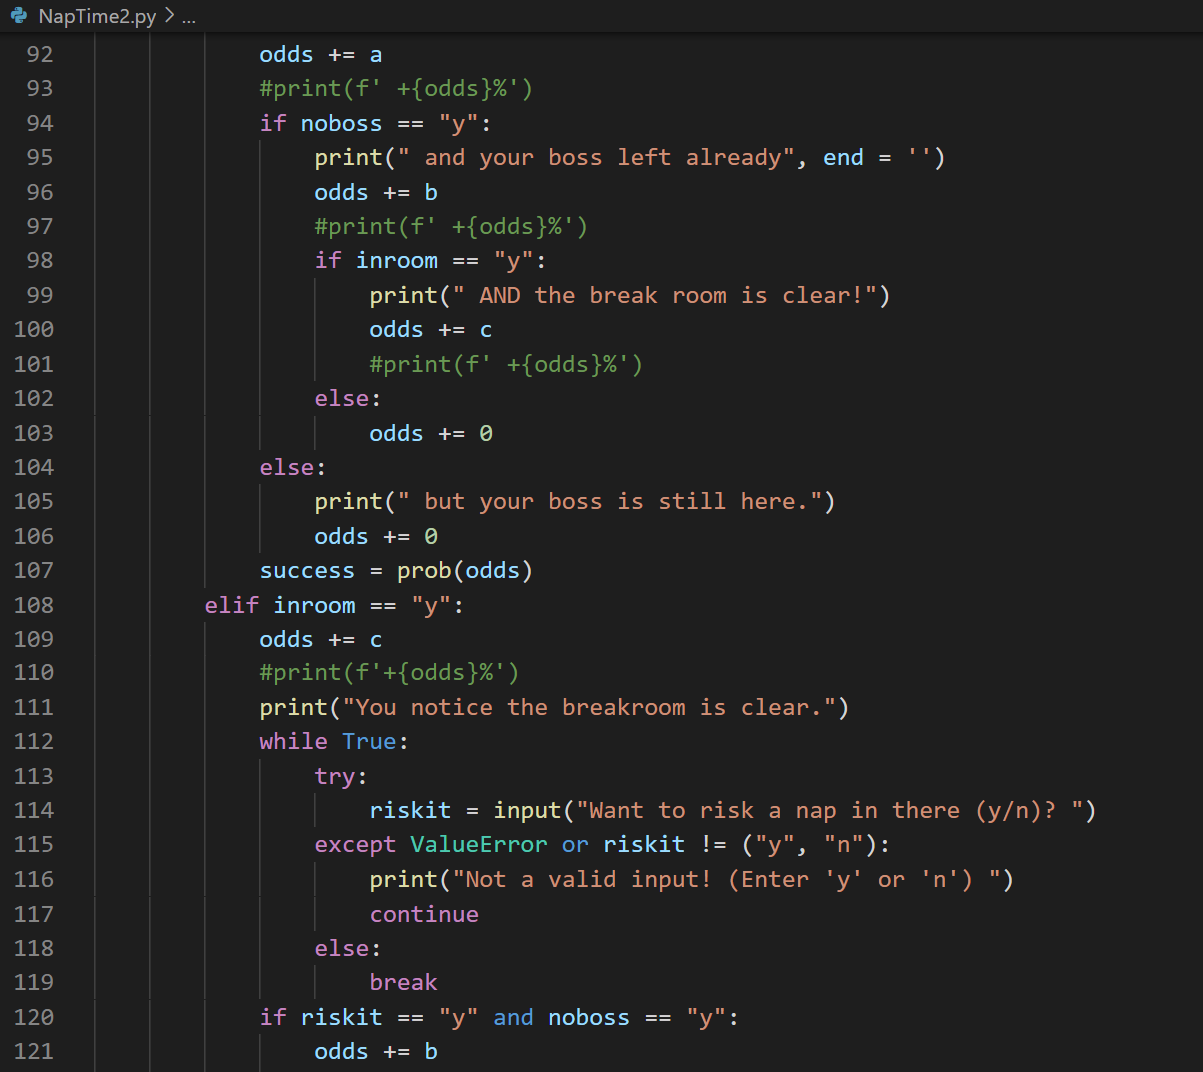 NapTime2.py > ...
92 odds += a
93 #print(f' +{odds}%')
94 if noboss == "y":
95 print(" and your boss left already", end = '')
96 odds += b
97 #print(f' +{odds}%')
98 if inroom == "y":
99 print(" AND the break room is clear!")
100 odds += c
101 #print(f' +{odds}%')
102 else:
103 odds += 0
104 else:
105 print(" but your boss is still here.")
106 odds += 0
107 success = prob(odds)
108 elif inroom == "y":
109 odds += c
110 #print(f'+{odds}%')
111 print("You notice the breakroom is clear.")
112 while True:
113 try:
114 riskit = input("Want to risk a nap in there (y/n)? ")
115 except ValueError or riskit != ("y", "n"):
116 print("Not a valid input! (Enter 'y' or 'n') ")
117 continue
118 else:
119 break
120 if riskit == "y" and noboss == "y":
121 odds += b